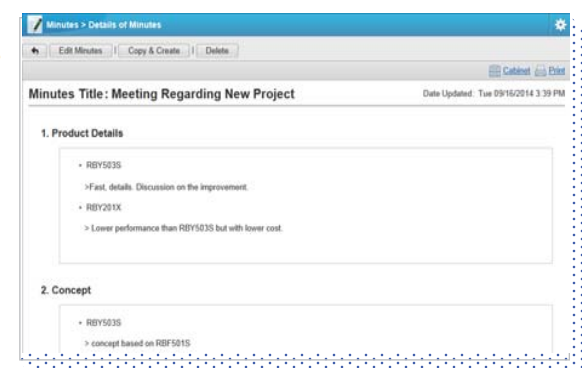 Minutes > Details of Minutes
Edit Minutes | Copy & Create | Delete
Cabinet Print
Minutes Title: Meeting Regarding New Project Date Updated: Tue 09/16/2014 3:39 PM
1. Product Details
• RBY503S
>Fast, details. Discussion on the improvement.
• RBY201X
> Lower performance than RBY503S but with lower cost.
2. Concept
• RBY503S
> concept based on RBF501S